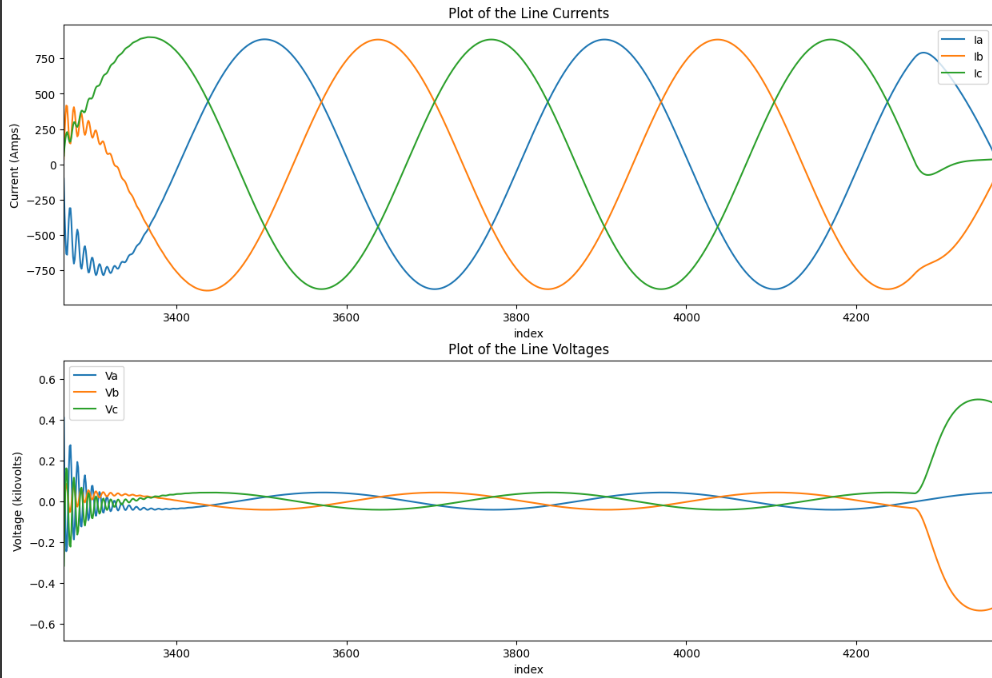 Plot of the Line Currents
Current (Amps)
750
500
250
0
−250
−500
−750
Ia
Ib
Ic
3400
3600
3800
4000
4200
index
Plot of the Line Voltages
Voltage (kilovolts)
0.6
0.4
0.2
0.0
−0.2
−0.4
−0.6
Va
Vb
Vc
3400
3600
3800
4000
4200
index